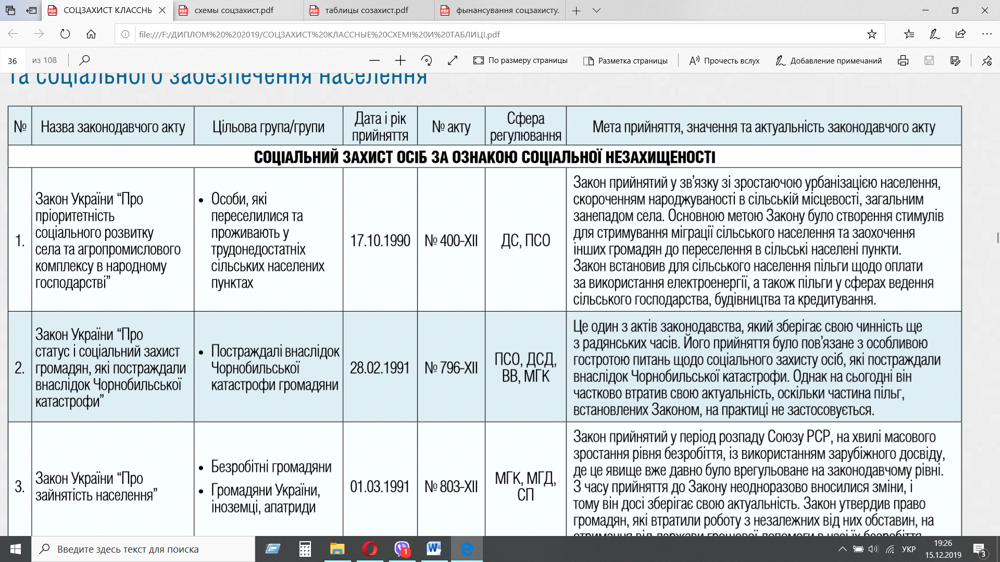 СОЦЗАХИСТ КЛАССНЬ
схемы соцзахист.pdf
таблицы созахист.pdf
фынансування соцзахисту.
file:///F:/ДИПЛОМ%20%202019/СОЦЗАХИСТ%20КЛАССНЫЕ%20СХЕМІ%20И%20ТАБЛИЦІ.pdf
36 из 108
По размеру страницы
Разметка страницы
Прочесть вслух
Добавление примечаний
та соціального забезпечення населення
№
Назва законодавчого акту
Цільова група/групи
Дата і рік
прийняття
№ акту
Сфера
регулювання
Мета прийняття, значення та актуальність законодавчого акту
СОЦІАЛЬНИЙ ЗАХИСТ ОСІБ ЗА ОЗНАКОЮ СОЦІАЛЬНОЇ НЕЗАХИЩЕНОСТІ
1.
Закон України “Про
пріоритетність
соціального розвитку
села та агропромислового
комплексу в народному
господарстві”
• Особи, які
переселилися та
проживають у
трудонедостатніх
сільських населених
пунктах
17.10.1990
№ 400-XII
ДС, ПСО
Закон прийнятий у зв’язку зі зростаючою урбанізацією населення,
скороченням народжуваності в сільській місцевості, загальним
занепадом села. Основною метою Закону було створення стимулів
для стримування міграції сільського населення та заохочення
інших громадян до переселення в сільські населені пункти.
Закон встановив для сільського населення пільги щодо оплати
за використання електроенергії, а також пільги у сферах ведення
сільського господарства, будівництва та кредитування.
2.
Закон України “Про
статус і соціальний захист
громадян, які постраждали
внаслідок Чорнобильської
катастрофи”
• Постраждалі внаслідок
Чорнобильської
катастрофи громадяни
28.02.1991
№ 796-XII
ПСО, ДСД,
ВВ, МГК
Це один з актів законодавства, який зберігає свою чинність ще
з радянських часів. Його прийняття було пов’язане з особливою
гостротою питань щодо соціального захисту осіб, які постраждали
внаслідок Чорнобильської катастрофи. Однак на сьогодні він
частково втратив свою актуальність, оскільки частина пільг,
встановлених Законом, на практиці не застосовується.
3.
Закон України “Про
зайнятість населення”
• Безробітні громадяни
• Громадяни України,
іноземці, апатриди
01.03.1991
№ 803-XII
МГК, МГД,
СП
Закон прийнятий у період розпаду Союзу РСР, на хвилі масового
зростання рівня безробіття, із використанням зарубіжного досвіду,
де це явище вже давно було врегульоване на законодавчому рівні.
З часу прийняття до Закону неодноразово вносилися зміни, і
тому він досі зберігає свою актуальність. Закон утвердив право
громадян, які втратили роботу з незалежних від них обставин, на
отримання від держави грошової допомоги в часі їх безробіття
Введите здесь текст для поиска
1
УКР
19:26
15.12.2019
3